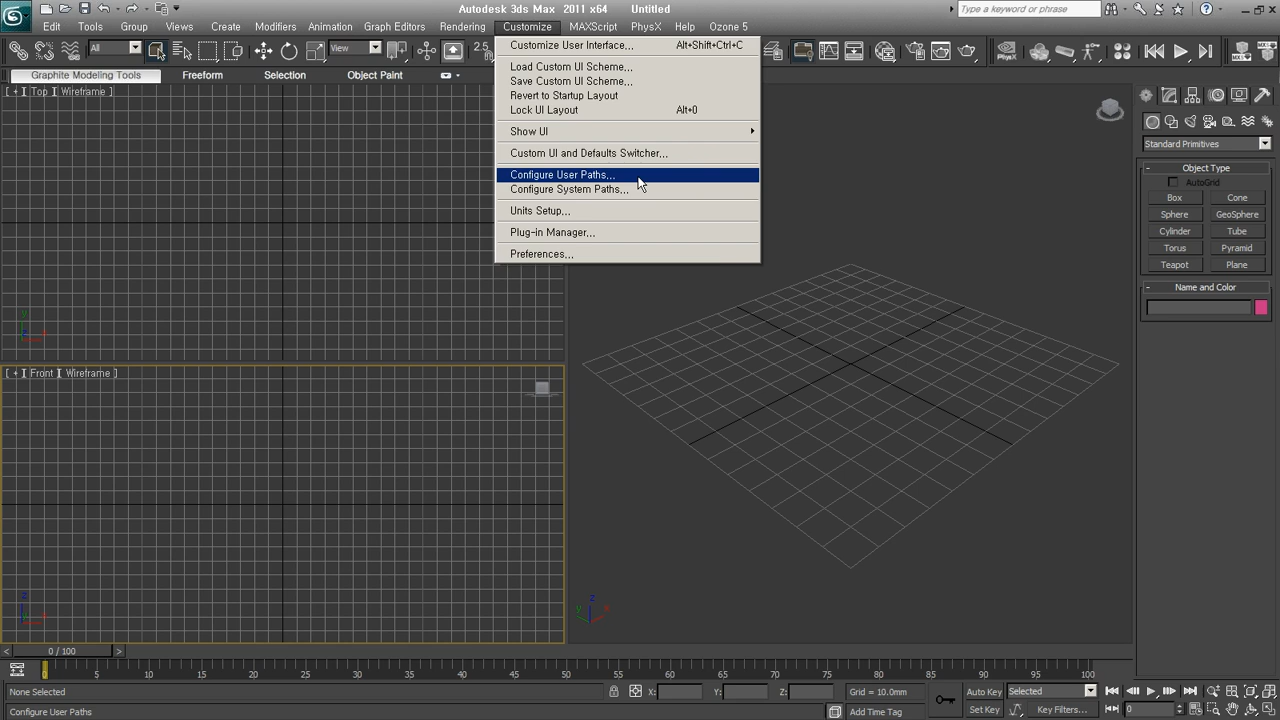 Autodesk 3ds Max 2011 x64 Untitled
Type a keyword or phrase
Edit Tools Group Views Create Modifiers Animation Graph Editors Rendering Customize MAXScript PhysX Help Ozone 5
All View 2.5
Graphite Modeling Tools Freeform Selection Object Paint
Customize User Interface... Alt+Shift+Ctrl+C
Load Custom UI Scheme...
Save Custom UI Scheme...
Revert to Startup Layout
Lock UI Layout Alt+0
Show UI
Custom UI and Defaults Switcher...
Configure User Paths...
Configure System Paths...
Units Setup...
Plug-in Manager...
Preferences...
[ + ] Top ] Wireframe ]
[ + ] Front ] Wireframe ]
Standard Primitives
- Object Type
AutoGrid
Box Cone
Sphere GeoSphere
Cylinder Tube
Torus Pyramid
Teapot Plane
- Name and Color
y z x
z x
z y x
< 0 / 100 >
0 5 10 15 20 25 30 35 40 45 50 55 60 65 70 75 80 85 90 95 100
None Selected X: Y: Z: Grid = 10.0mm Auto Key Selected
Configure User Paths Add Time Tag Set Key Key Filters... 0